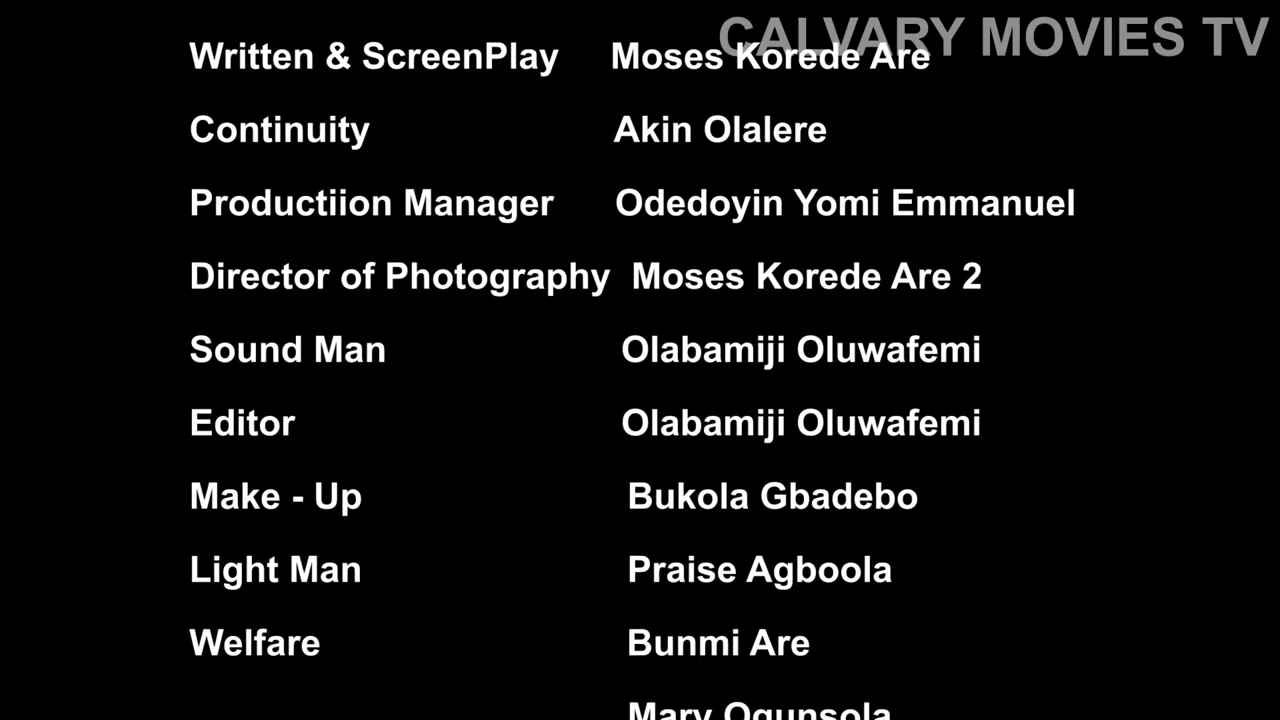 CALVARY MOVIES TV
Written & ScreenPlay Moses Korede Are
Continuity Akin Olalere
Productiion Manager Odedoyin Yomi Emmanuel
Director of Photography Moses Korede Are 2
Sound Man Olabamiji Oluwafemi
Editor Olabamiji Oluwafemi
Make - Up Bukola Gbadebo
Light Man Praise Agboola
Welfare Bunmi Are
Mary Ogunsola